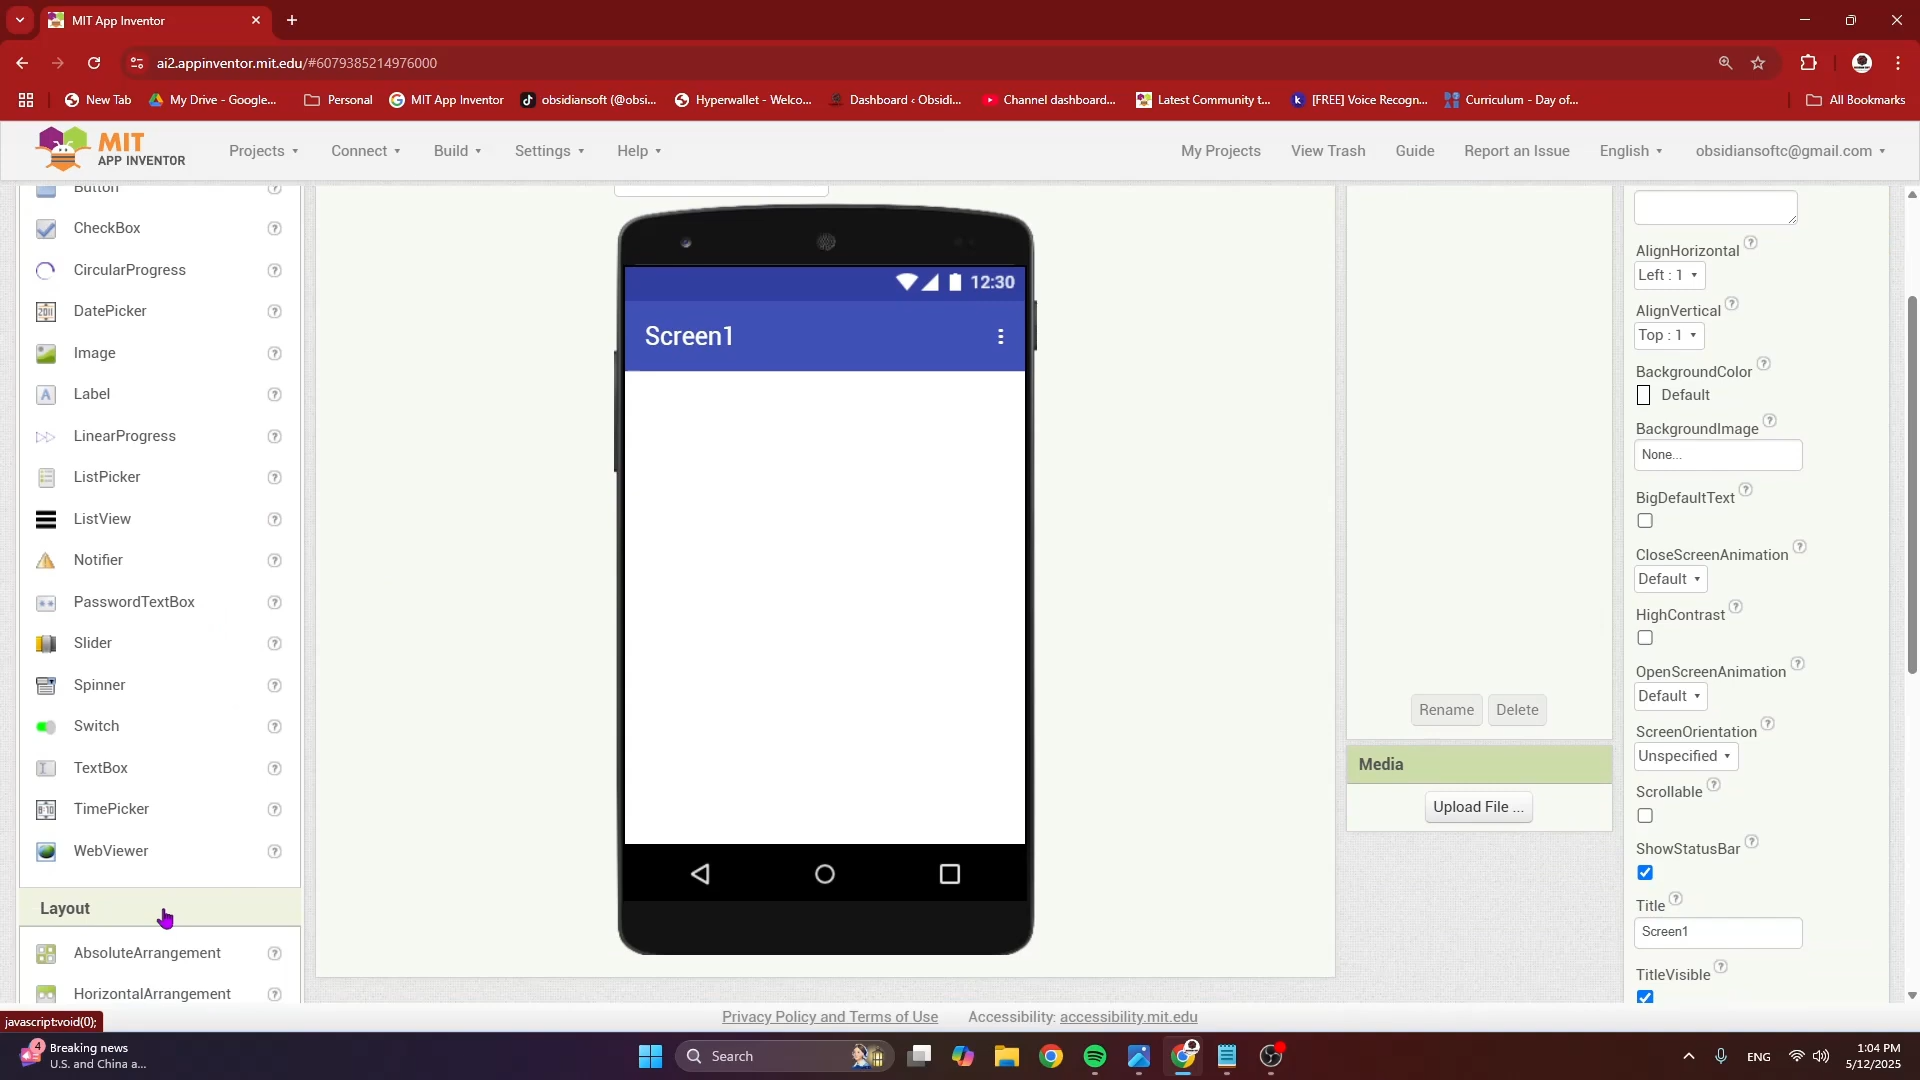 MIT App Inventor
ai2.appinventor.mit.edu/#6079385214976000
New Tab
My Drive - Google...
Personal
MIT App Inventor
obsidiansoft (@obsi...
Hyperwallet - Welco...
Dashboard ‹ Obsidi...
Channel dashboard...
Latest Community t...
[FREE] Voice Recogn...
Curriculum - Day of...
All Bookmarks
MIT
APP INVENTOR
Projects
Connect
Build
Settings
Help
My Projects
View Trash
Guide
Report an Issue
English
obsidiansoftc@gmail.com
Button
CheckBox
CircularProgress
DatePicker
Image
Label
LinearProgress
ListPicker
ListView
Notifier
PasswordTextBox
Slider
Spinner
Switch
TextBox
TimePicker
WebViewer
Layout
AbsoluteArrangement
HorizontalArrangement
javascript:void(0);
12:30
Screen1
Rename
Delete
Media
Upload File ...
AlignHorizontal
Left : 1
AlignVertical
Top : 1
BackgroundColor
Default
BackgroundImage
None...
BigDefaultText
CloseScreenAnimation
Default
HighContrast
OpenScreenAnimation
Default
ScreenOrientation
Unspecified
Scrollable
ShowStatusBar
Title
Screen1
TitleVisible
Privacy Policy and Terms of Use
Accessibility: accessibility.mit.edu
4
Breaking news
U.S. and China a...
Search
ENG
1:04 PM
5/12/2025